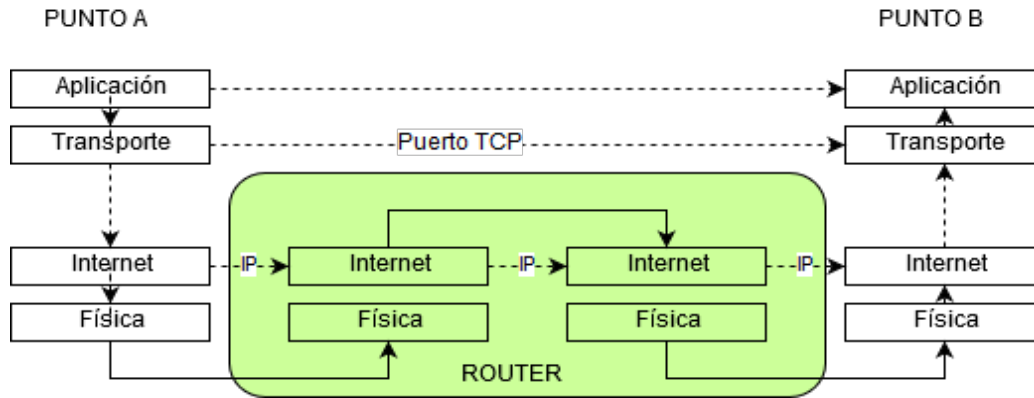 PUNTO A
PUNTO B
Aplicación
Aplicación
Transporte
Puerto TCP
Transporte
Internet
IP
Internet
IP
Internet
IP
Internet
Física
Física
Física
Física
ROUTER